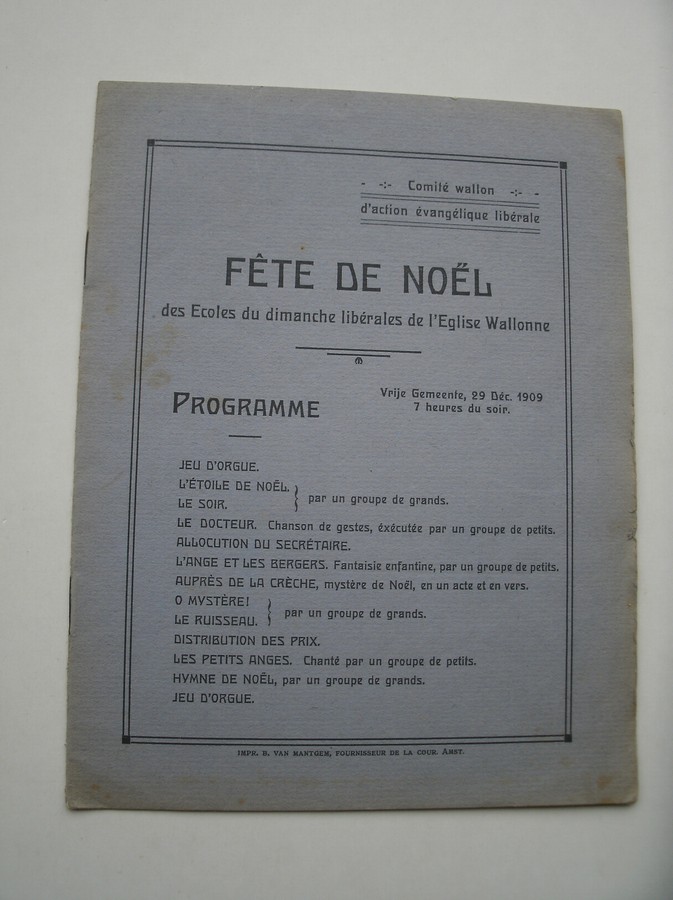 - -:- Comité wallon -:- -
d'action évangélique libérale
FÊTE DE NOËL
des Ecoles du dimanche libérales de l'Eglise Wallonne
PROGRAMME
Vrije Gemeente, 29 Déc. 1909
7 heures du soir.
JEU D'ORGUE.
L'ÉTOILE DE NOËL.
LE SOIR.
} par un groupe de grands.
LE DOCTEUR. Chanson de gestes, éxécutée par un groupe de petits.
ALLOCUTION DU SECRÉTAIRE.
L'ANGE ET LES BERGERS. Fantaisie enfantine, par un groupe de petits.
AUPRÈS DE LA CRÈCHE, mystère de Noël, en un acte et en vers.
O MYSTÈRE!
LE RUISSEAU.
} par un groupe de grands.
DISTRIBUTION DES PRIX.
LES PETITS ANGES. Chanté par un groupe de petits.
HYMNE DE NOËL, par un groupe de grands.
JEU D'ORGUE.
IMPR. B. VAN MANTGEM, FOURNISSEUR DE LA COUR. AMST.